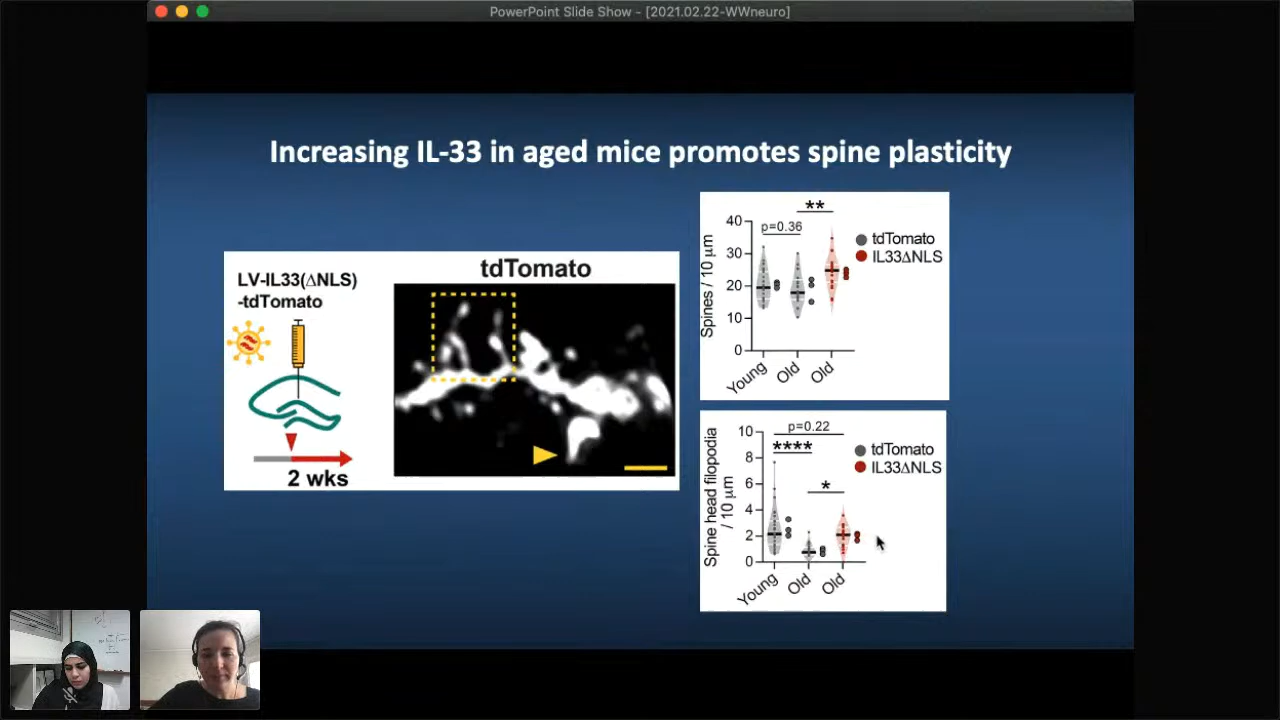 PowerPoint Slide Show - [2021.02.22-WWneuro]
Increasing IL-33 in aged mice promotes spine plasticity
LV-IL33(ΔNLS)
-tdTomato
2 wks
tdTomato
Spines / 10 μm
40
30
20
10
0
p=0.36
**
tdTomato
IL33ΔNLS
Young
Old
Old
Spine head filopodia
/ 10 μm
10
8
6
4
2
0
p=0.22
****
*
tdTomato
IL33ΔNLS
Young
Old
Old